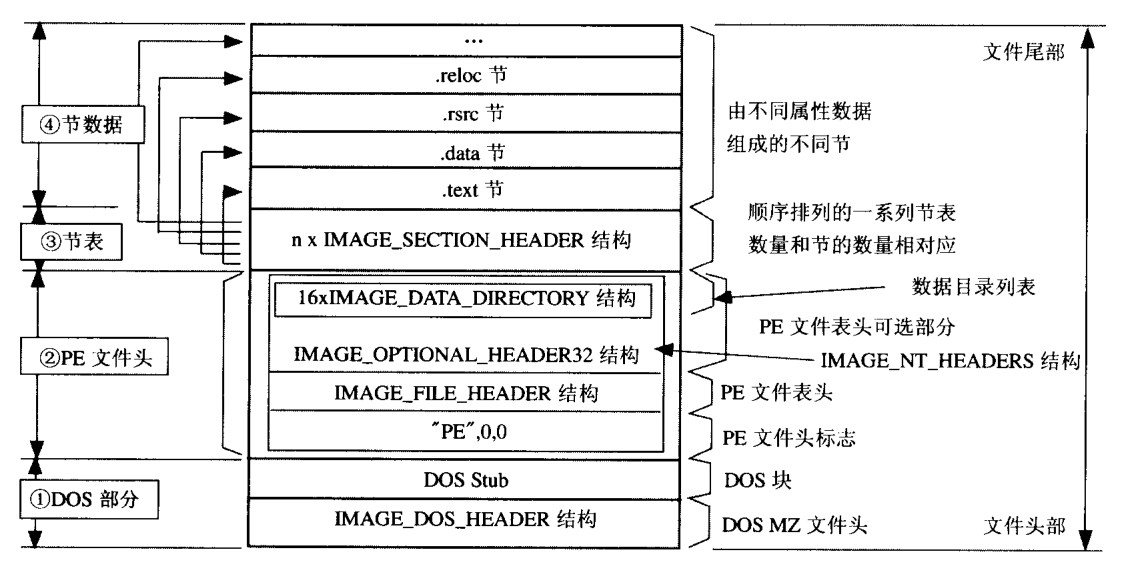 ...
文件尾部
.reloc 节
④节数据
.rsrc 节
由不同属性数据
组成的不同节
.data 节
.text 节
③节表
n x IMAGE_SECTION_HEADER 结构
顺序排列的一系列节表
数量和节的数量相对应
16xIMAGE_DATA_DIRECTORY 结构
数据目录列表
PE 文件表头可选部分
②PE 文件头
IMAGE_OPTIONAL_HEADER32 结构
IMAGE_NT_HEADERS 结构
IMAGE_FILE_HEADER 结构
PE 文件表头
"PE",0,0
PE 文件头标志
DOS Stub
DOS 块
①DOS 部分
IMAGE_DOS_HEADER 结构
DOS MZ 文件头
文件头部